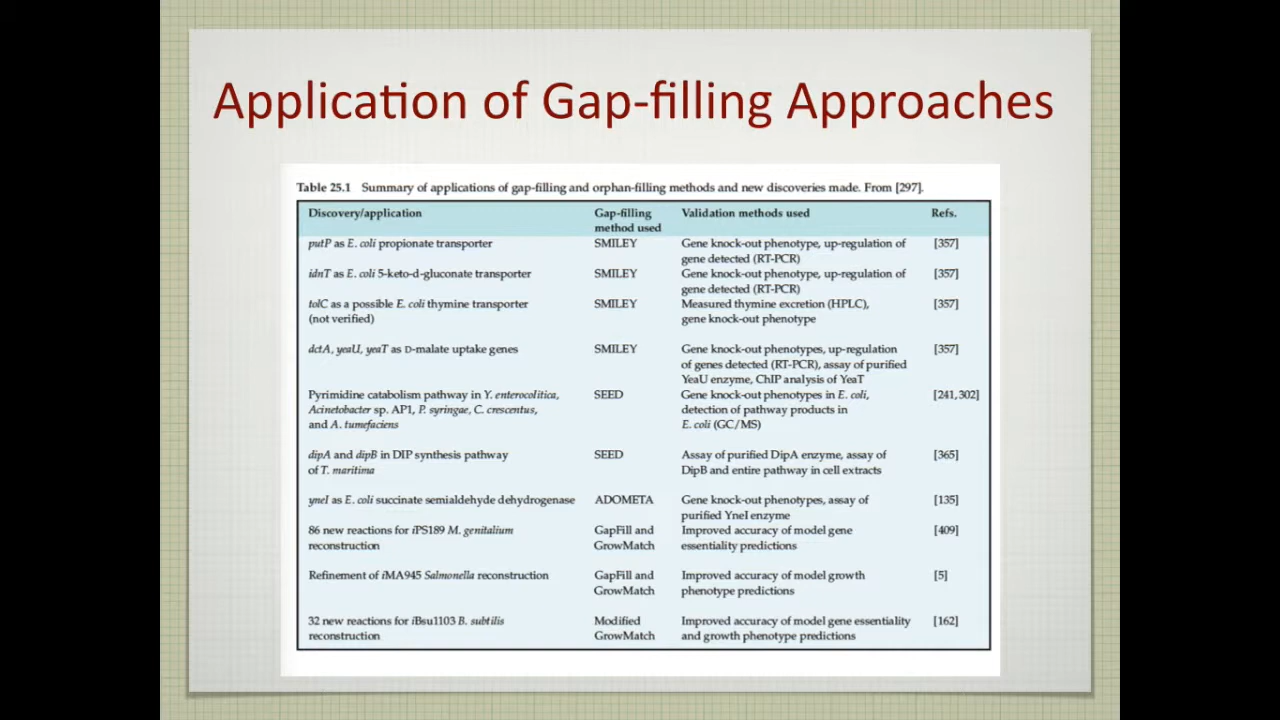 Application of Gap-filling Approaches
Table 25.1 Summary of applications of gap-filling and orphan-filling methods and new discoveries made. From [297].
Discovery/application Gap-filling method used Validation methods used Refs.
putP as E. coli propionate transporter SMILEY Gene knock-out phenotype, up-regulation of gene detected (RT-PCR) [357]
idnT as E. coli 5-keto-d-gluconate transporter SMILEY Gene knock-out phenotype, up-regulation of gene detected (RT-PCR) [357]
tolC as a possible E. coli thymine transporter (not verified) SMILEY Measured thymine excretion (HPLC), gene knock-out phenotype [357]
dctA, yeaU, yeaT as D-malate uptake genes SMILEY Gene knock-out phenotypes, up-regulation of genes detected (RT-PCR), assay of purified YeaU enzyme, ChIP analysis of YeaT [357]
Pyrimidine catabolism pathway in Y. enterocolitica, Acinetobacter sp. AP1, P. syringae, C. crescentus, and A. tumefaciens SEED Gene knock-out phenotypes in E. coli, detection of pathway products in E. coli (GC/MS) [241, 302]
dipA and dipB in DIP synthesis pathway of T. maritima SEED Assay of purified DipA enzyme, assay of DipB and entire pathway in cell extracts [365]
yneI as E. coli succinate semialdehyde dehydrogenase ADOMETA Gene knock-out phenotypes, assay of purified YneI enzyme [135]
86 new reactions for iPS189 M. genitalium reconstruction GapFill and GrowMatch Improved accuracy of model gene essentiality predictions [409]
Refinement of iMA945 Salmonella reconstruction GapFill and GrowMatch Improved accuracy of model growth phenotype predictions [5]
32 new reactions for iBsu1103 B. subtilis reconstruction Modified GrowMatch Improved accuracy of model gene essentiality and growth phenotype predictions [162]